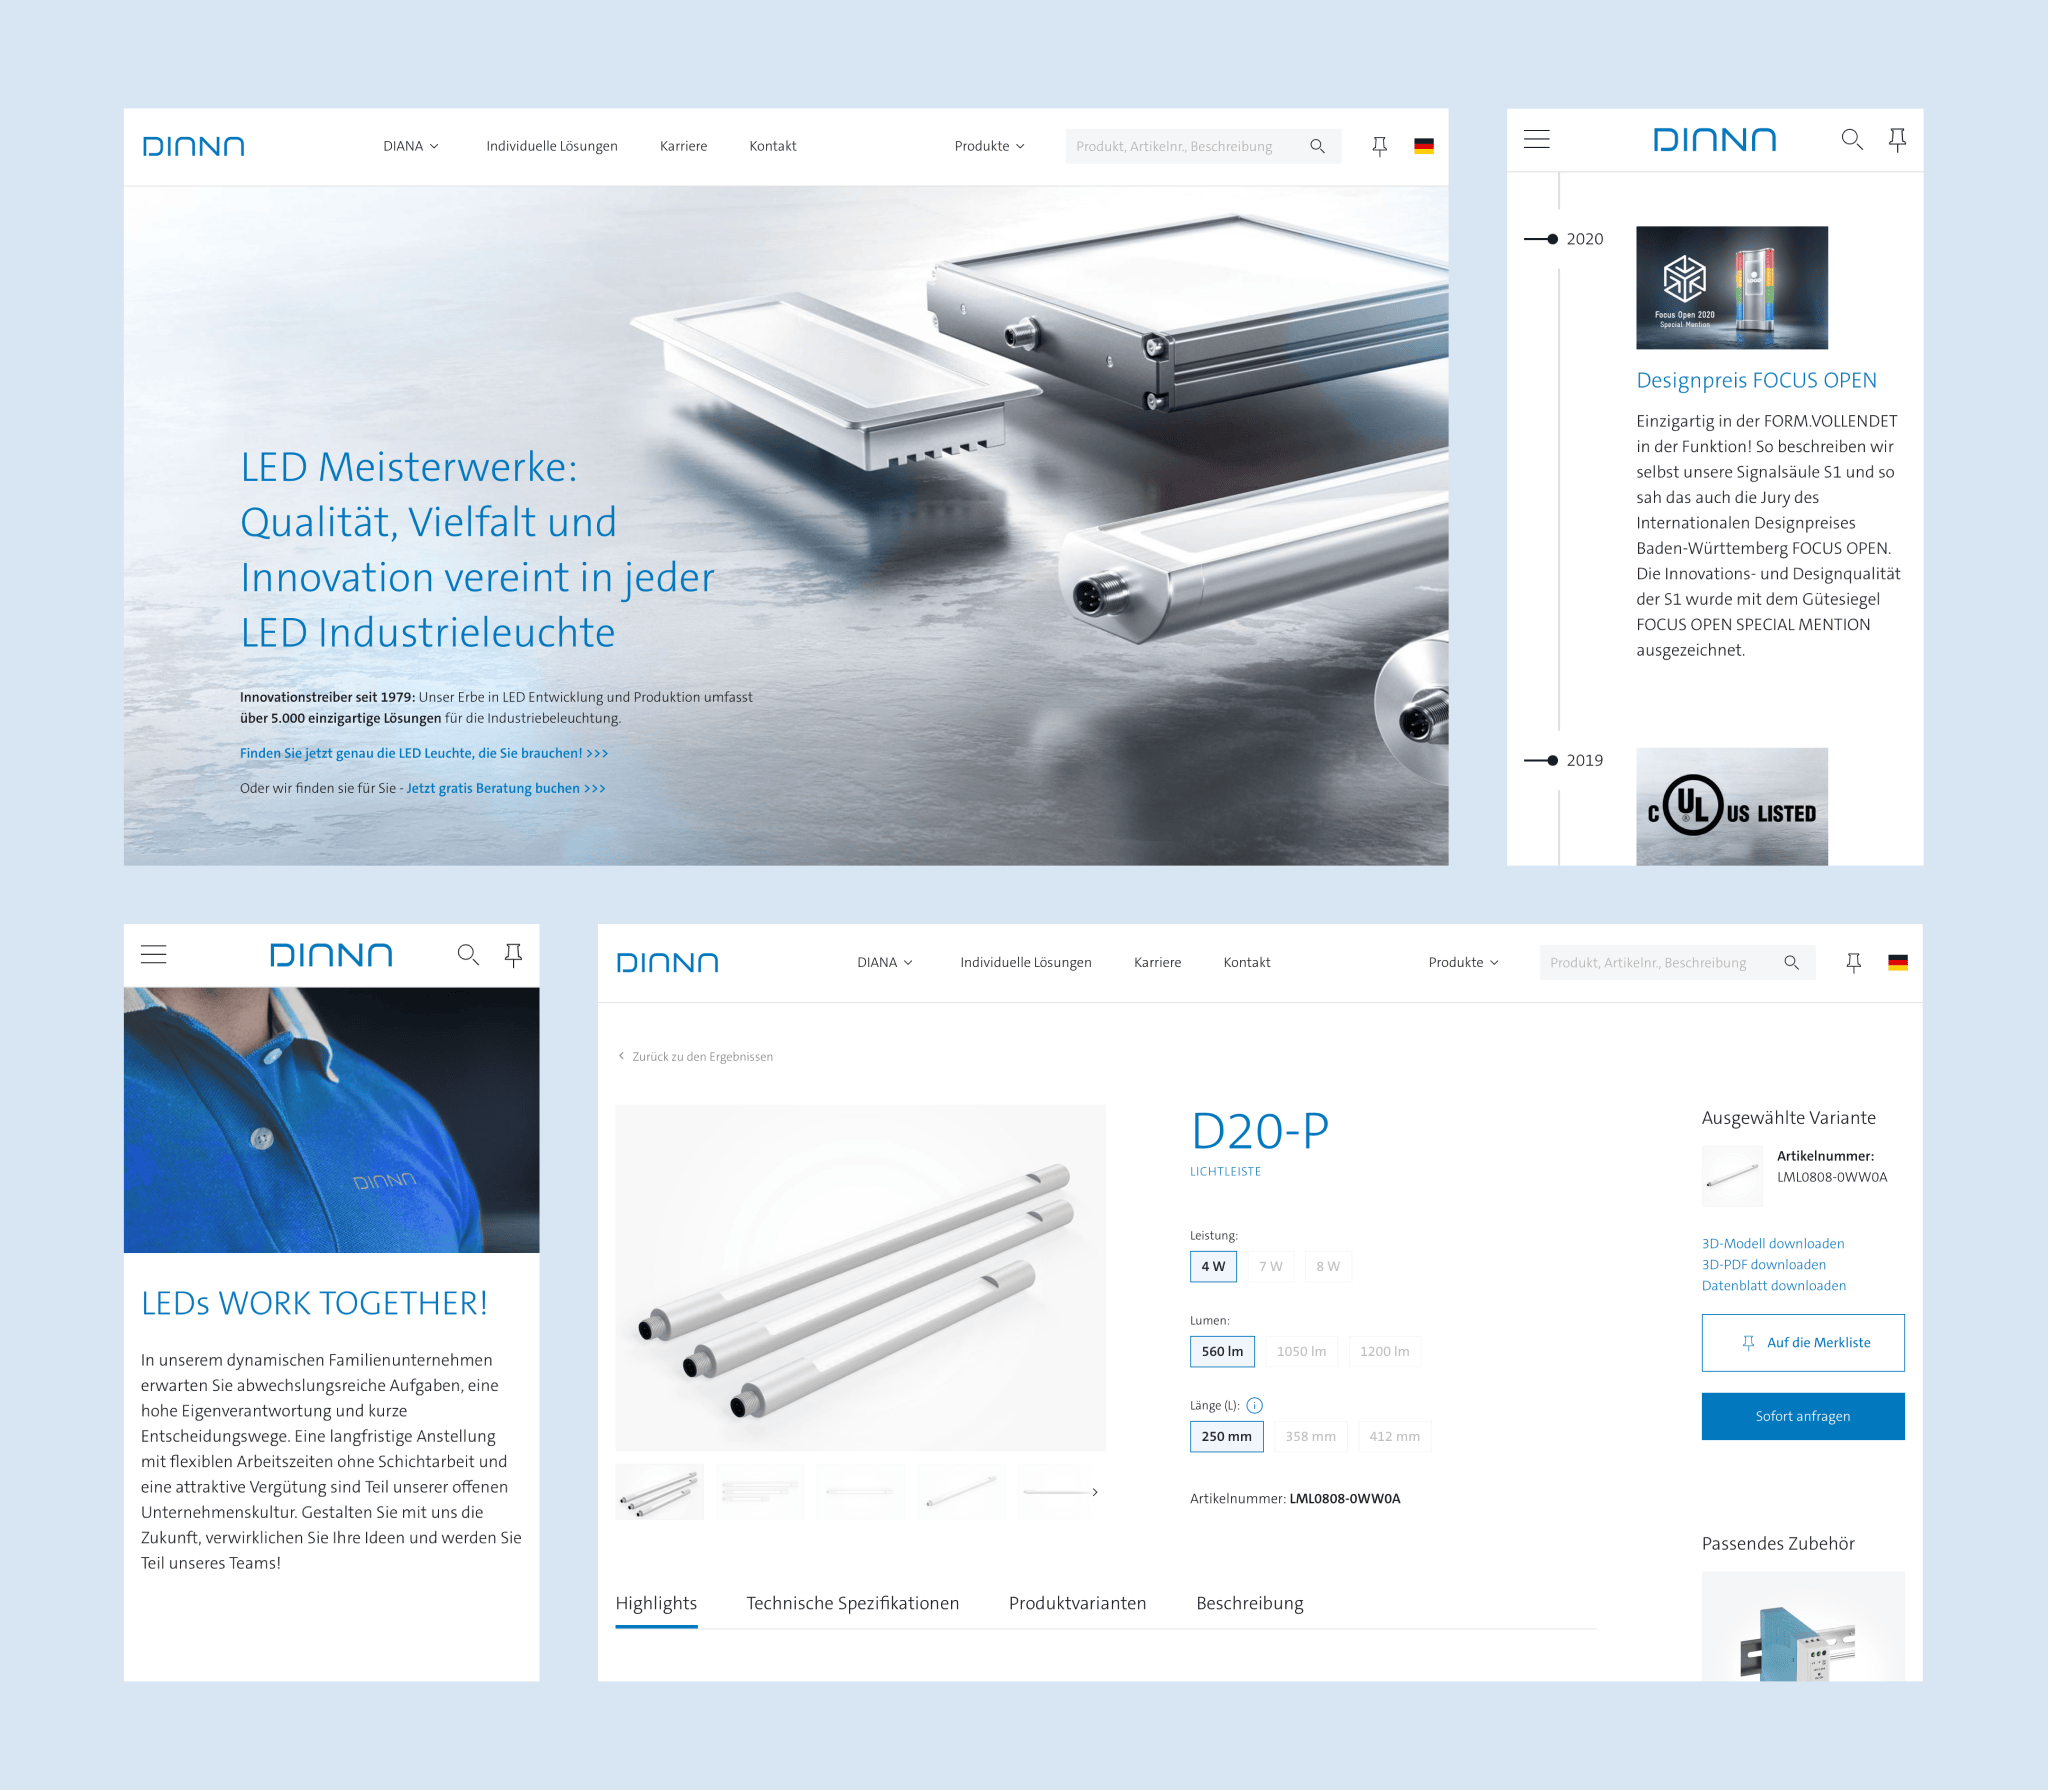 DIANA
DIANA
Individuelle Lösungen
Karriere
Kontakt
Produkte
Produkt, Artikelnr., Beschreibung
LED Meisterwerke:
Qualität, Vielfalt und
Innovation vereint in jeder
LED Industrieleuchte
Innovationstreiber seit 1979: Unser Erbe in LED Entwicklung und Produktion umfasst
über 5.000 einzigartige Lösungen für die Industriebeleuchtung.
Finden Sie jetzt genau die LED Leuchte, die Sie brauchen! >>>
Oder wir finden sie für Sie - Jetzt gratis Beratung buchen >>>
DIANA
2020
Focus Open 2020
Special Mention
Designpreis FOCUS OPEN
Einzigartig in der FORM.VOLLENDET
in der Funktion! So beschreiben wir
selbst unsere Signalsäule S1 und so
sah das auch die Jury des
Internationalen Designpreises
Baden-Württemberg FOCUS OPEN.
Die Innovations- und Designqualität
der S1 wurde mit dem Gütesiegel
FOCUS OPEN SPECIAL MENTION
ausgezeichnet.
2019
C UL ® US LISTED
DIANA
DIANA
LEDs WORK TOGETHER!
In unserem dynamischen Familienunternehmen
erwarten Sie abwechslungsreiche Aufgaben, eine
hohe Eigenverantwortung und kurze
Entscheidungswege. Eine langfristige Anstellung
mit flexiblen Arbeitszeiten ohne Schichtarbeit und
eine attraktive Vergütung sind Teil unserer offenen
Unternehmenskultur. Gestalten Sie mit uns die
Zukunft, verwirklichen Sie Ihre Ideen und werden Sie
Teil unseres Teams!
DIANA
DIANA
Individuelle Lösungen
Karriere
Kontakt
Produkte
Produkt, Artikelnr., Beschreibung
Zurück zu den Ergebnissen
D20-P
LICHTLEISTE
Leistung:
4 W
7 W
8 W
Lumen:
560 lm
1050 lm
1200 lm
Länge (L):
250 mm
358 mm
412 mm
Artikelnummer: LML0808-0WW0A
Ausgewählte Variante
Artikelnummer:
LML0808-0WW0A
3D-Modell downloaden
3D-PDF downloaden
Datenblatt downloaden
Auf die Merkliste
Sofort anfragen
Passendes Zubehör
Highlights
Technische Spezifikationen
Produktvarianten
Beschreibung